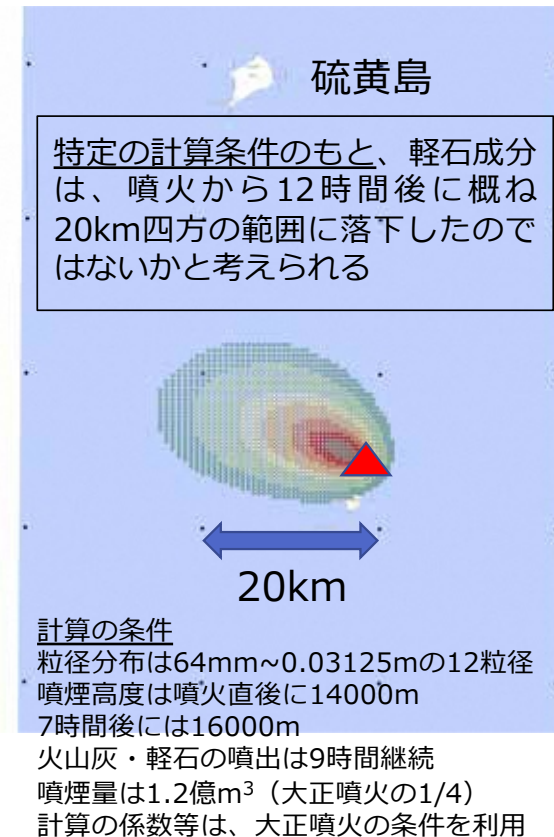 硫黄島
特定の計算条件のもと、軽石成分
は、噴火から12時間後に概ね
20km四方の範囲に落下したので
はないかと考えられる
20km
計算の条件
粒径分布は64mm~0.03125mの12粒径
噴煙高度は噴火直後に14000m
7時間後には16000m
火山灰・軽石の噴出は9時間継続
噴煙量は1.2億m³（大正噴火の1/4）
計算の係数等は、大正噴火の条件を利用